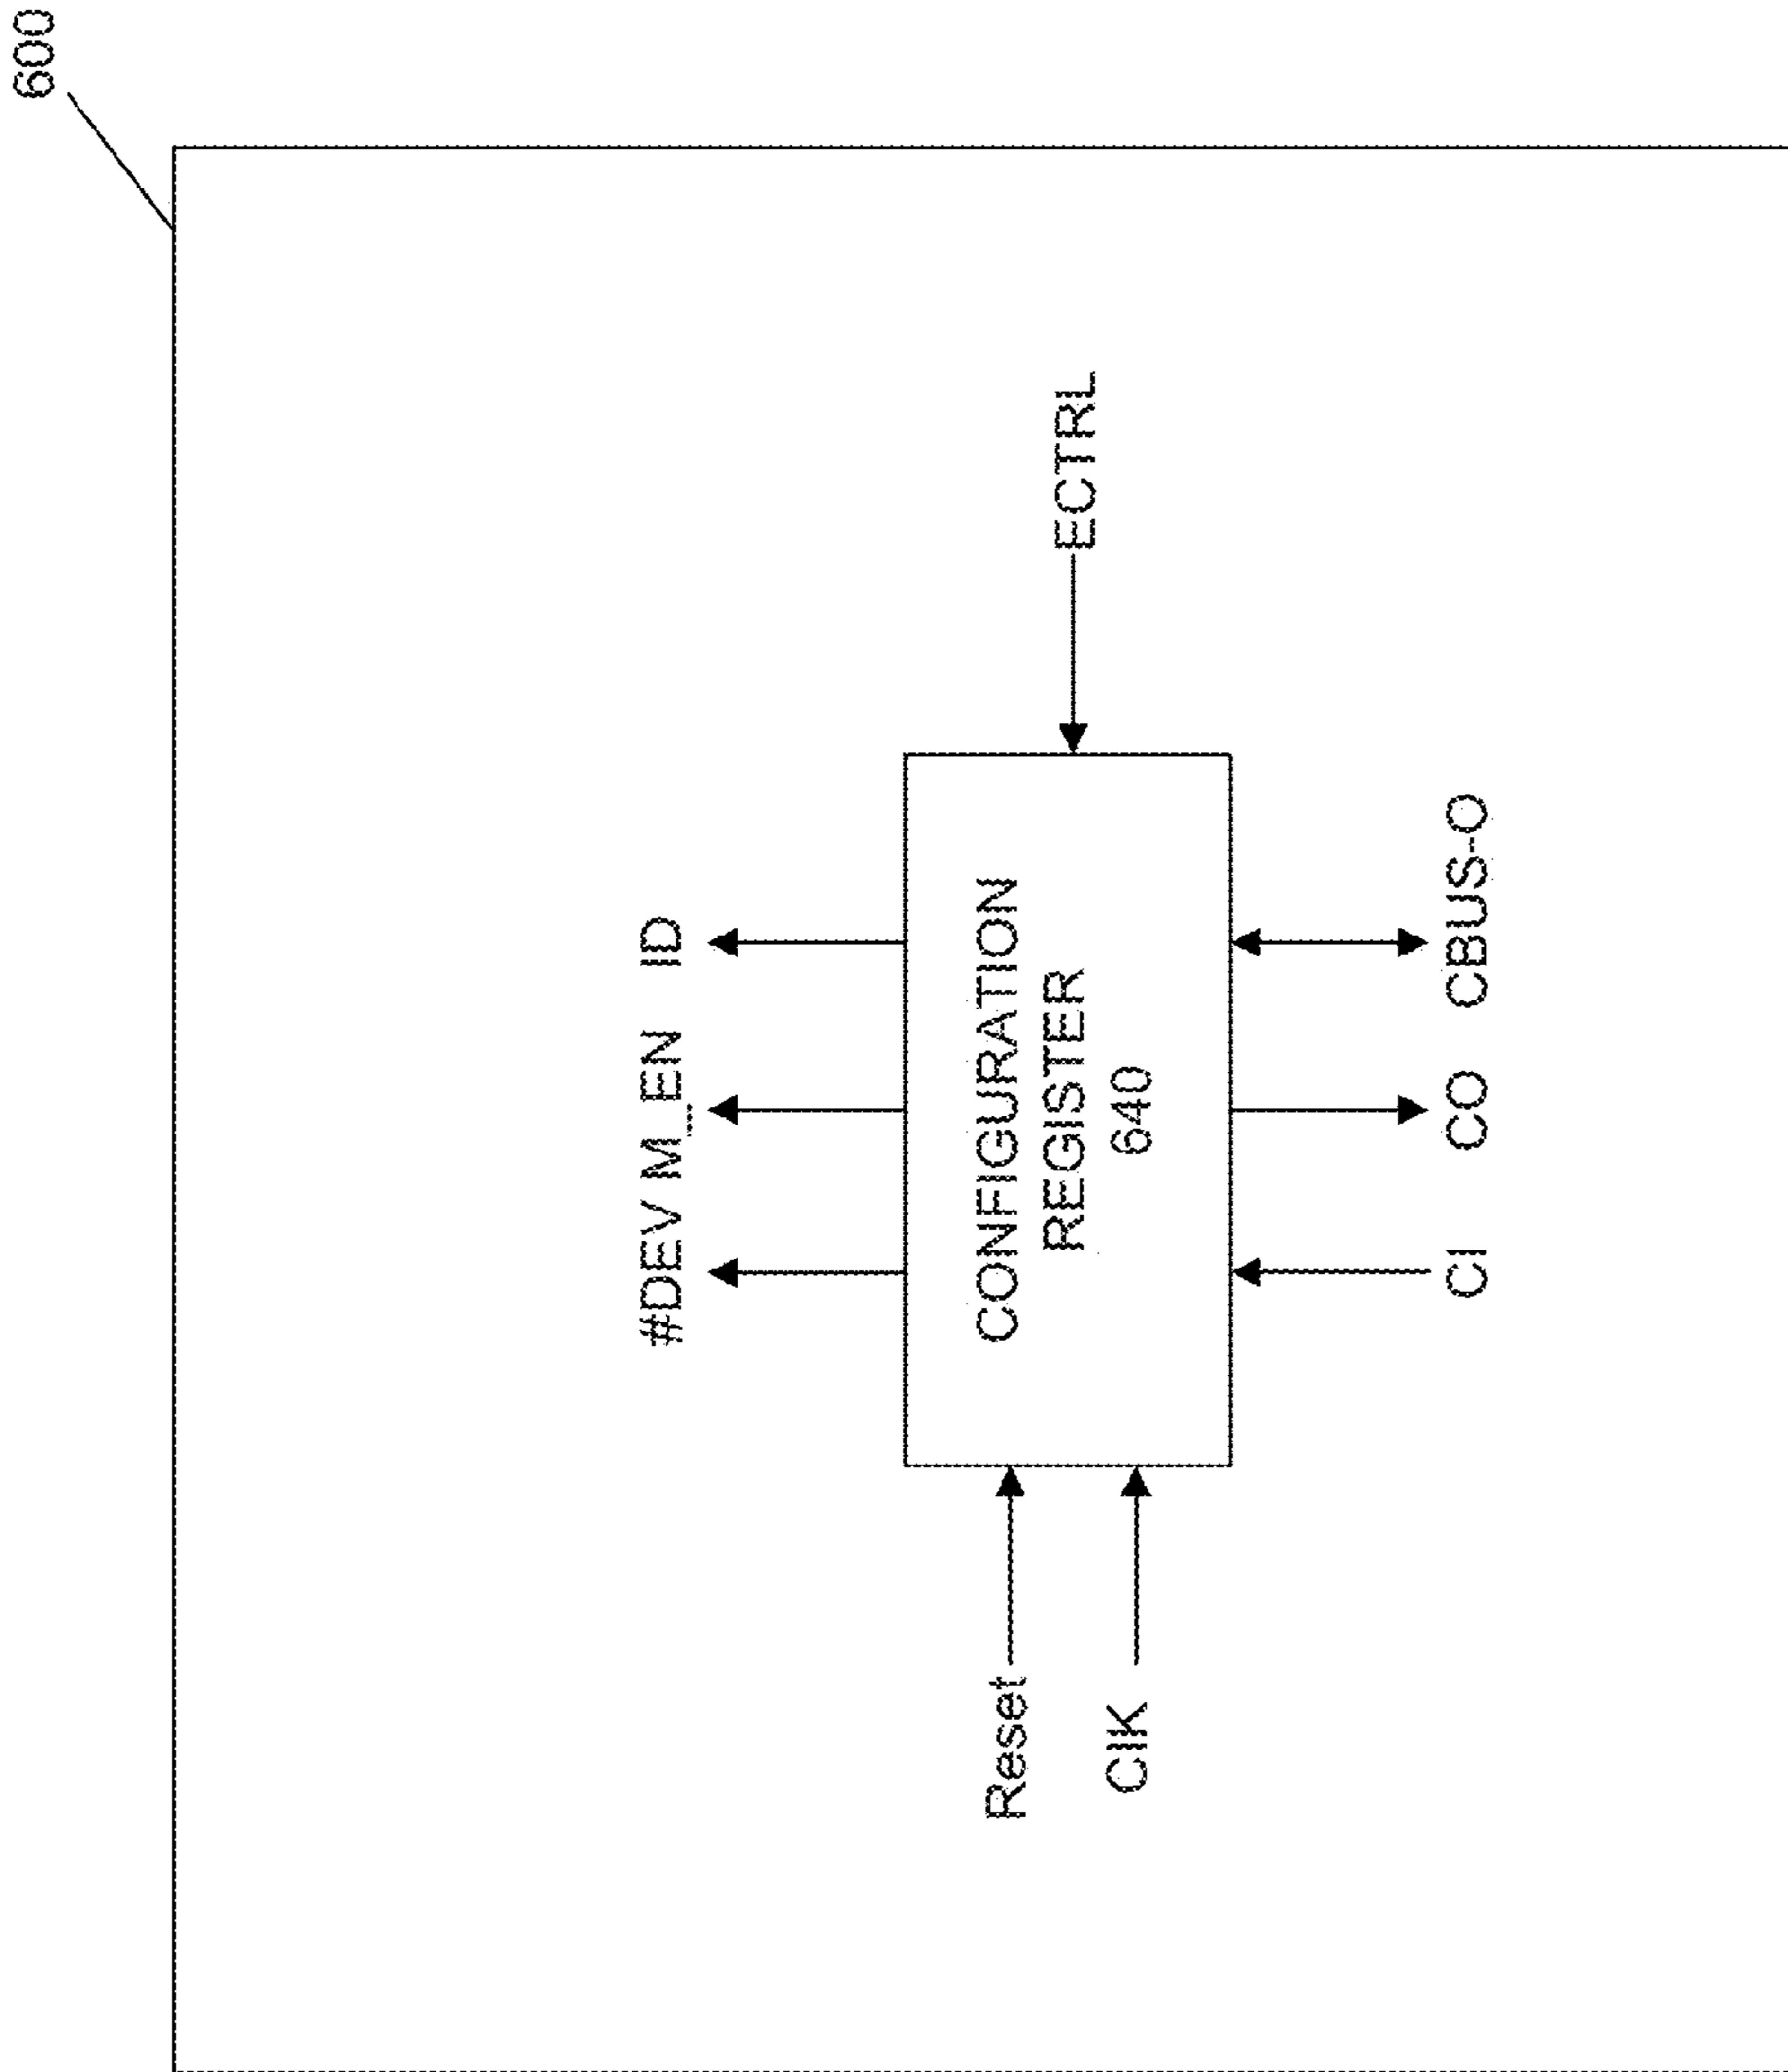 600
#DEV M_EN ID
Reset
ClK
CONFIGURATION
REGISTER
640
ECTRL
CI CO CBUS-O